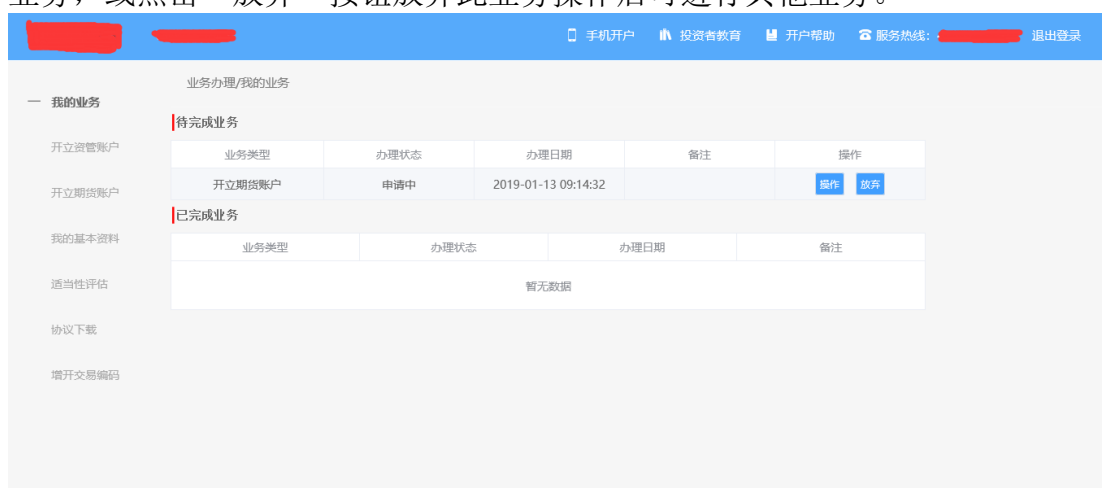 业务，或点击“放弃”按钮放弃此业务操作后可进行其他业务。
手机开户 投资者教育 开户帮助 服务热线： 退出登录
业务办理/我的业务
一 我的业务
待完成业务
开立资管账户
业务类型 办理状态 办理日期 备注 操作
开立期货账户 申请中 2019-01-13 09:14:32 操作 放弃
开立期货账户
已完成业务
我的基本资料
业务类型 办理状态 办理日期 备注
适当性评估
暂无数据
协议下载
增开交易编码